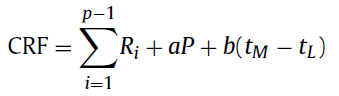 CRF = \sum_{i=1}^{p-1} R_i + aP + b(t_M − t_L)